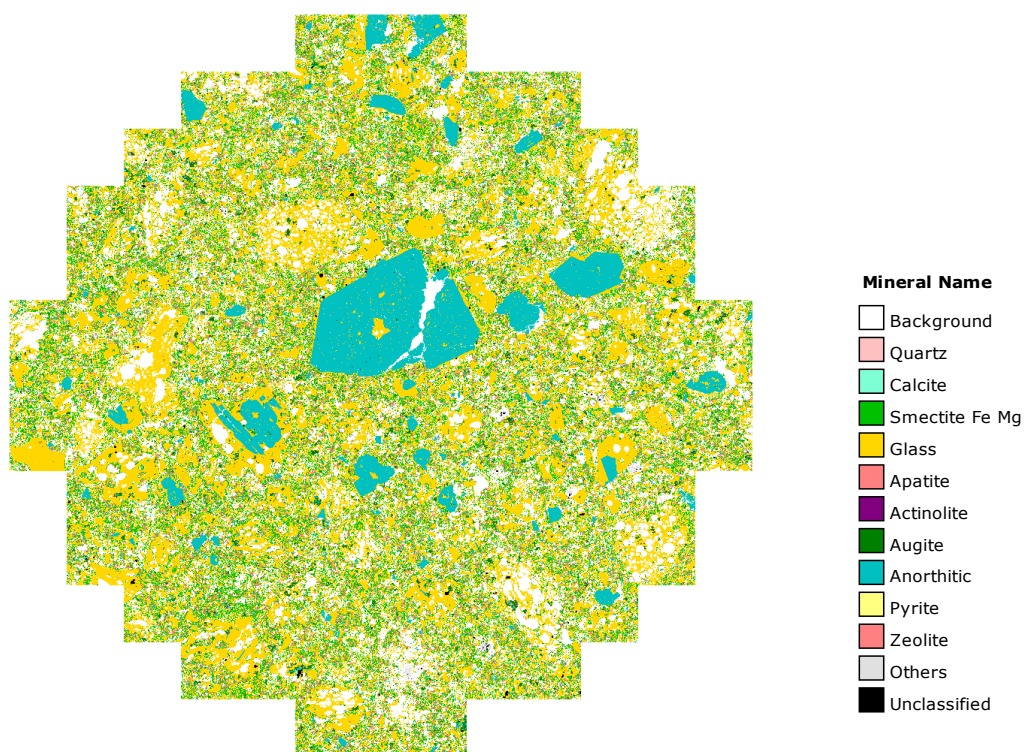 Mineral Name
Background
Quartz
Calcite
Smectite Fe Mg
Glass
Apatite
Actinolite
Augite
Anorthitic
Pyrite
Zeolite
Others
Unclassified